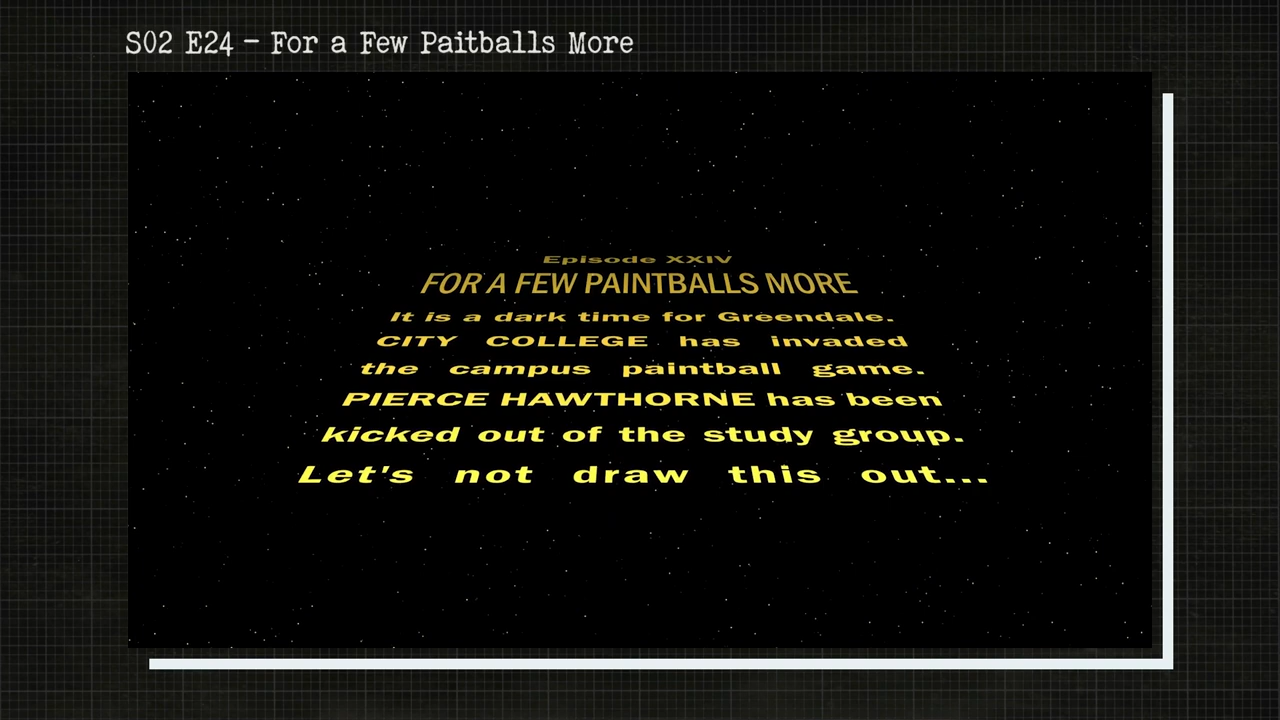 S02 E24 - For a Few Paitballs More
Episode XXIV
FOR A FEW PAINTBALLS MORE
It is a dark time for Greendale.
CITY COLLEGE has invaded
the campus paintball game.
PIERCE HAWTHORNE has been
kicked out of the study group.
Let's not draw this out...